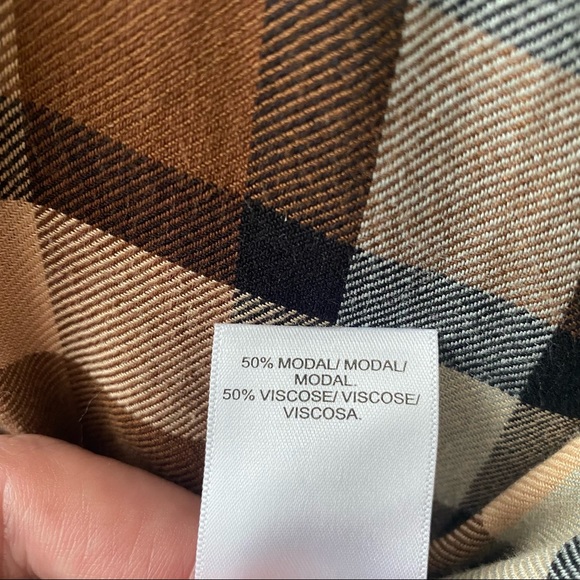 50% MODAL/ MODAL/
MODAL.
50% VISCOSE/ VISCOSE/
VISCOSA.